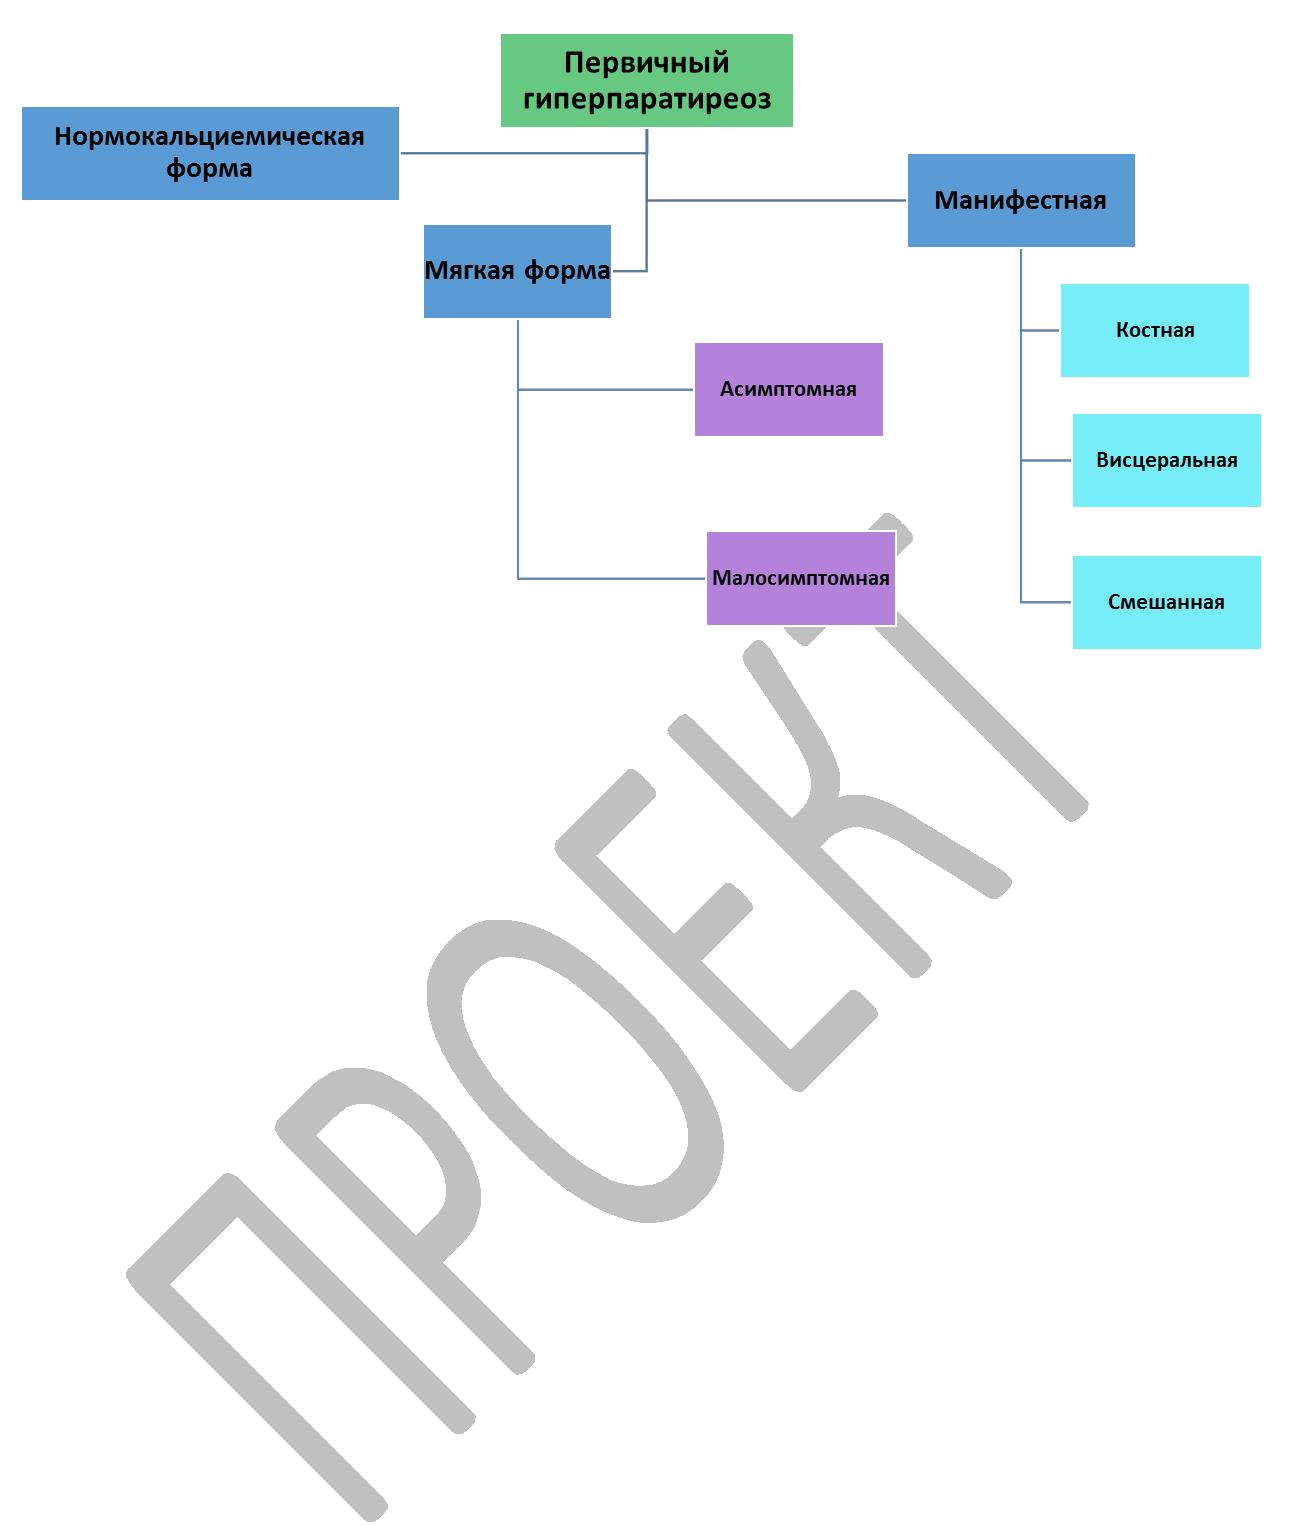 Первичный
гиперпаратиреоз
Нормокальциемическая
форма
Манифестная
Мягкая форма
Костная
Асимптомная
Висцеральная
Малосимптомная
Смешанная
ПРОЕКТ